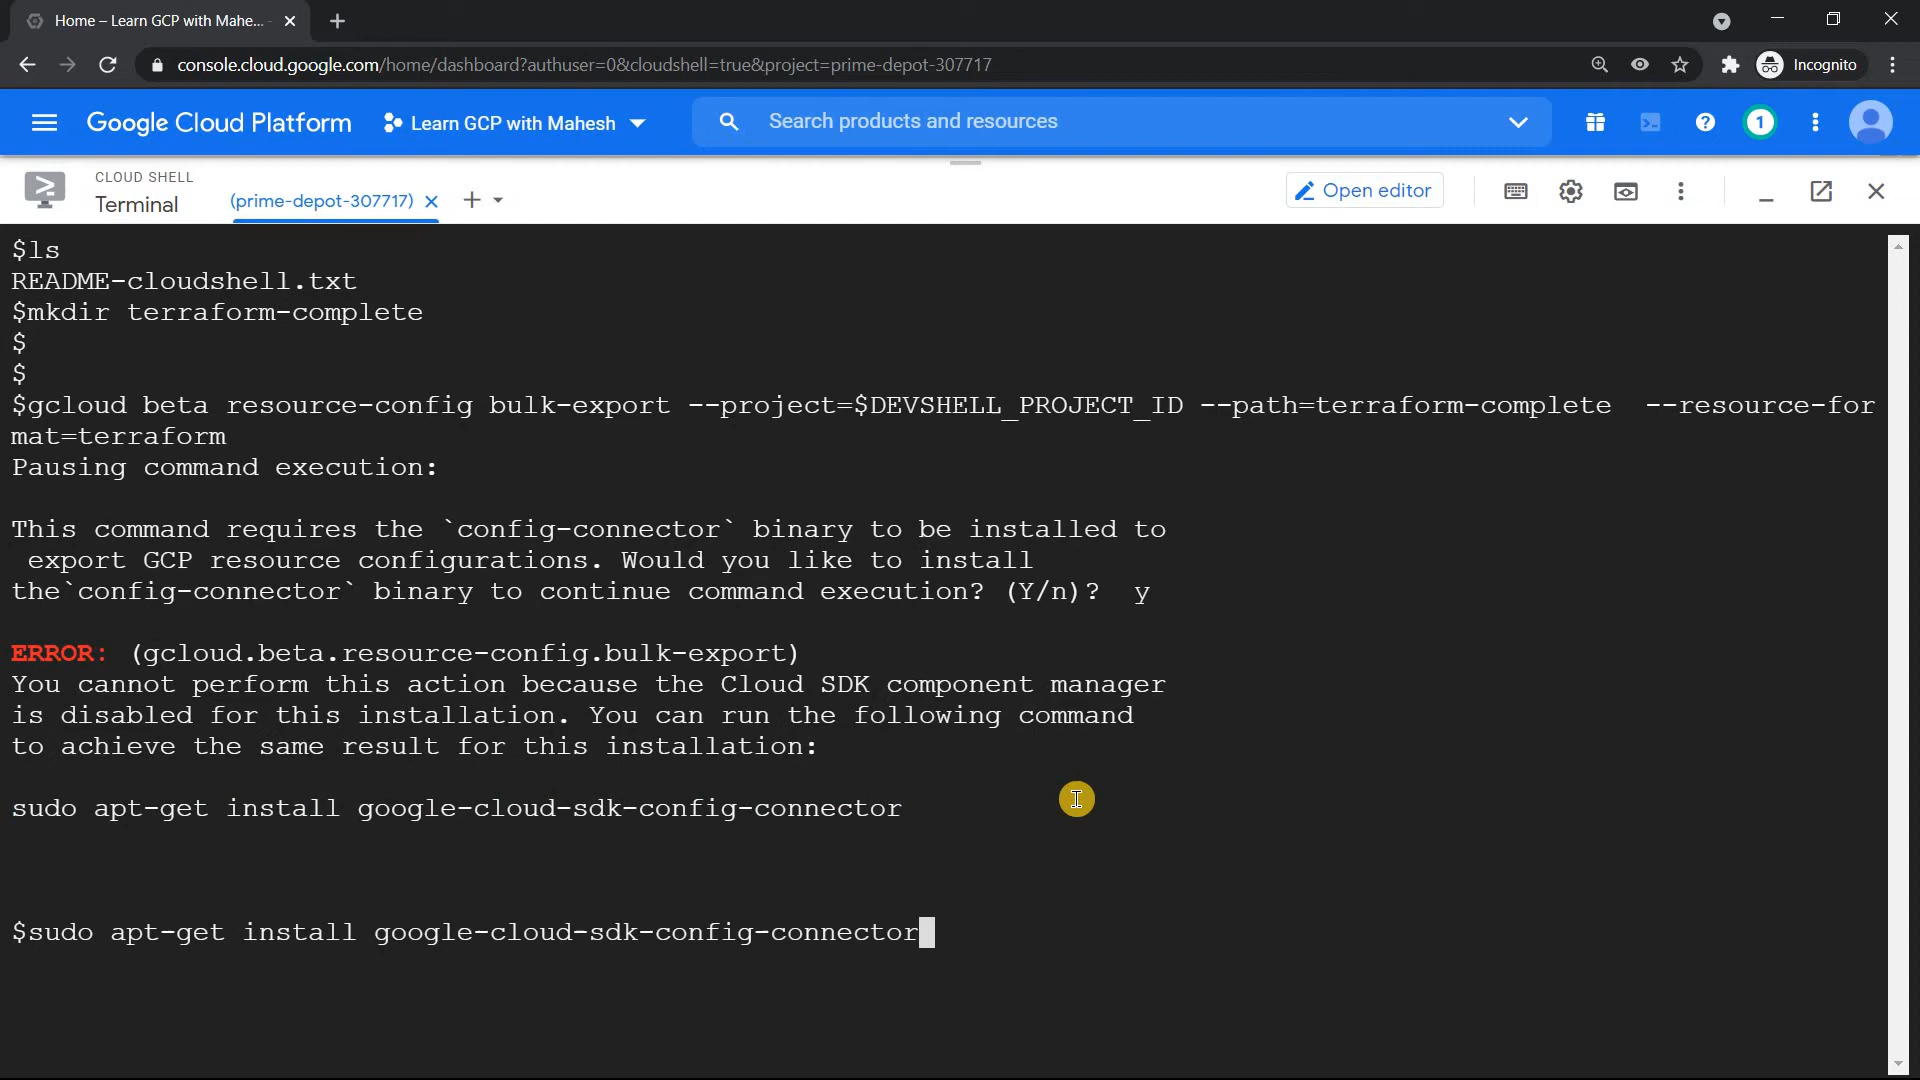 Home – Learn GCP with Mahe...
console.cloud.google.com/home/dashboard?authuser=0&cloudshell=true&project=prime-depot-307717
Incognito
Google Cloud Platform
Learn GCP with Mahesh
Search products and resources
1
CLOUD SHELL
Terminal
(prime-depot-307717)
Open editor
$ls
README-cloudshell.txt
$mkdir terraform-complete
$
$
$gcloud beta resource-config bulk-export --project=$DEVSHELL_PROJECT_ID --path=terraform-complete  --resource-for
mat=terraform
Pausing command execution:
This command requires the `config-connector` binary to be installed to
 export GCP resource configurations. Would you like to install
the`config-connector` binary to continue command execution? (Y/n)?  y
ERROR: (gcloud.beta.resource-config.bulk-export)
You cannot perform this action because the Cloud SDK component manager
is disabled for this installation. You can run the following command
to achieve the same result for this installation:
sudo apt-get install google-cloud-sdk-config-connector
$sudo apt-get install google-cloud-sdk-config-connector